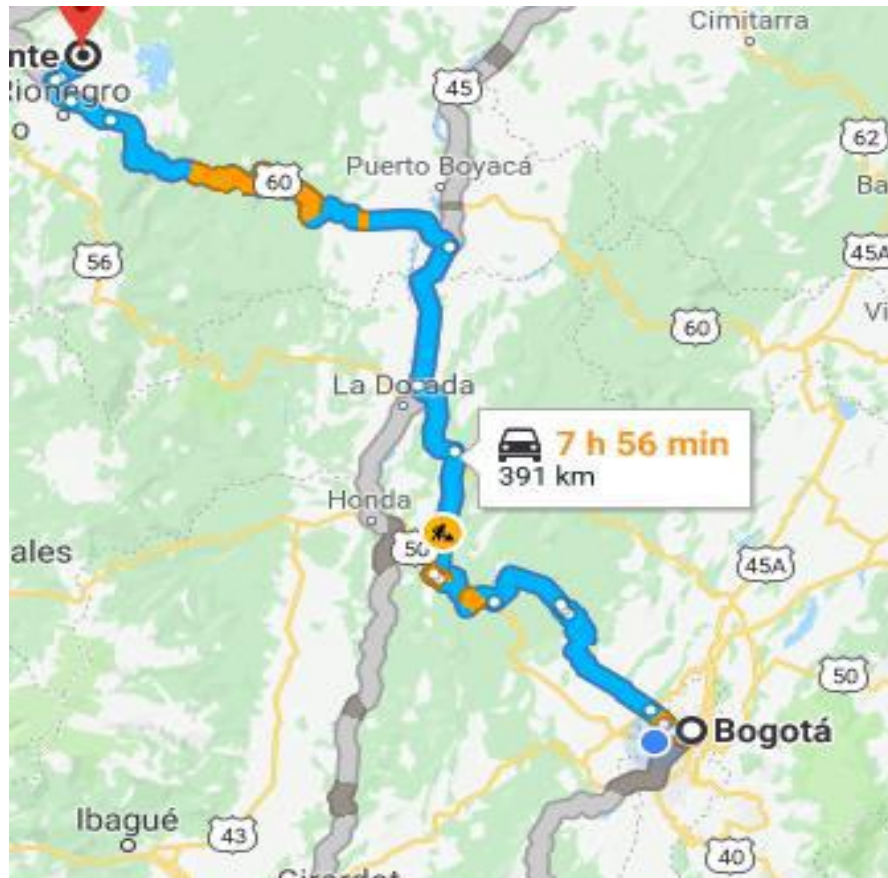 Cimitarra
nte
Rionegro
o
45
62
Puerto Boyacá
60
Ba
56
45A
Vi
60
La Dorada
7 h 56 min
391 km
Honda
50
ales
45A
50
Bogotá
Ibagué
43
40
Girardot